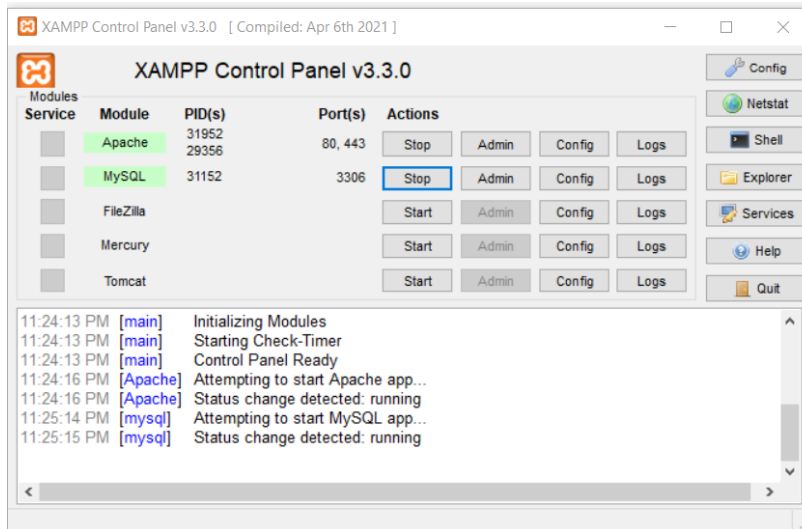 XAMPP Control Panel v3.3.0 [ Compiled: Apr 6th 2021 ]
XAMPP Control Panel v3.3.0
Config
Modules
Service Module PID(s) Port(s) Actions
Netstat
Apache 31952 29356 80, 443 Stop Admin Config Logs
Shell
MySQL 31152 3306 Stop Admin Config Logs
Explorer
FileZilla Start Admin Config Logs
Services
Mercury Start Admin Config Logs
Help
Tomcat Start Admin Config Logs
Quit
11:24:13 PM [main] Initializing Modules
11:24:13 PM [main] Starting Check-Timer
11:24:13 PM [main] Control Panel Ready
11:24:16 PM [Apache] Attempting to start Apache app...
11:24:16 PM [Apache] Status change detected: running
11:25:14 PM [mysql] Attempting to start MySQL app...
11:25:15 PM [mysql] Status change detected: running